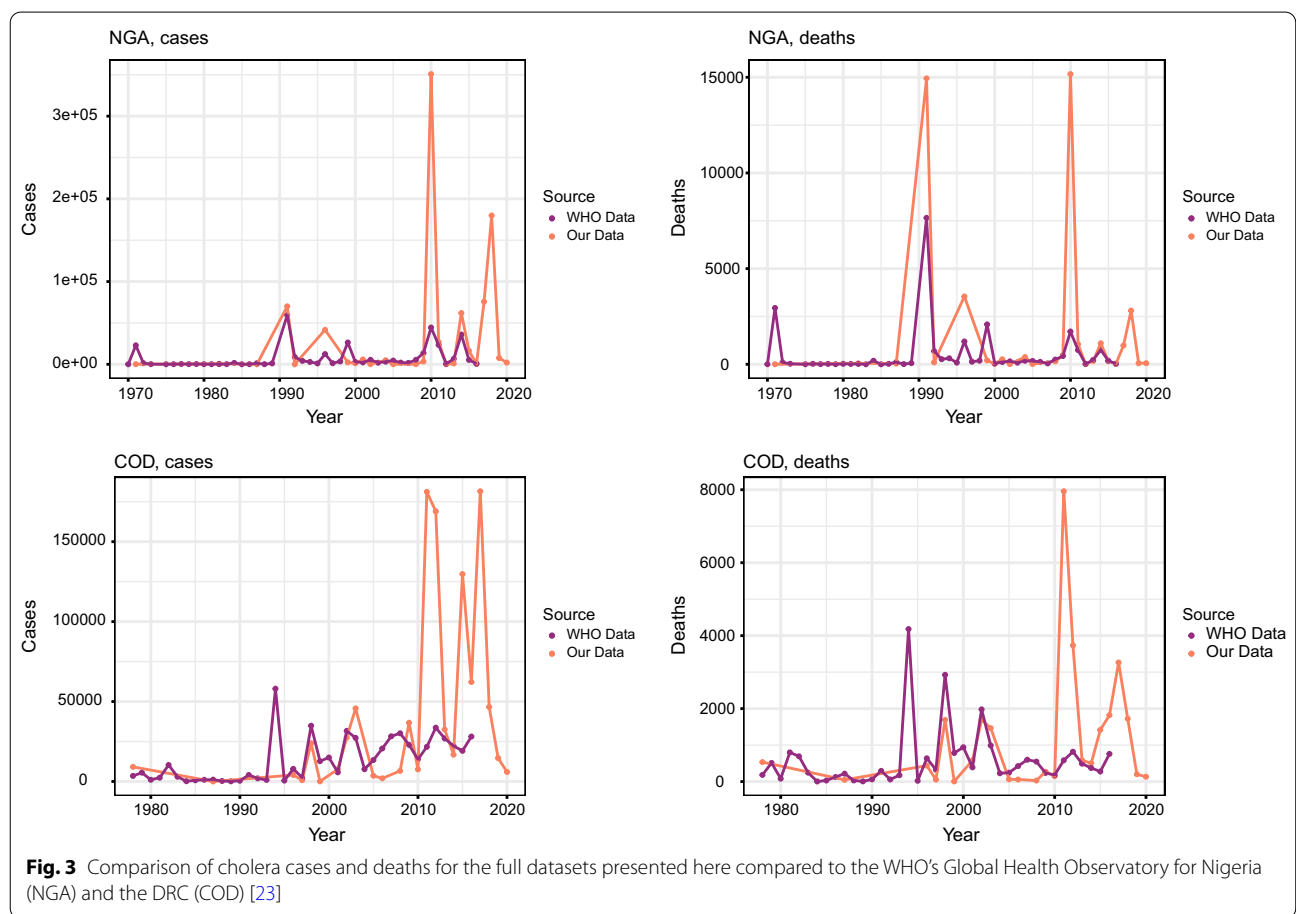 NGA, cases
3e+05
2e+05
1e+05
0e+00
Cases
1970 1980 1990 2000 2010 2020
Year
Source
WHO Data
Our Data
NGA, deaths
15000
10000
5000
0
Deaths
1970 1980 1990 2000 2010 2020
Year
Source
WHO Data
Our Data
COD, cases
150000
100000
50000
0
Cases
1980 1990 2000 2010 2020
Year
Source
WHO Data
Our Data
COD, deaths
8000
6000
4000
2000
0
Deaths
1980 1990 2000 2010 2020
Year
Source
WHO Data
Our Data
Fig. 3 Comparison of cholera cases and deaths for the full datasets presented here compared to the WHO's Global Health Observatory for Nigeria
(NGA) and the DRC (COD) [23]